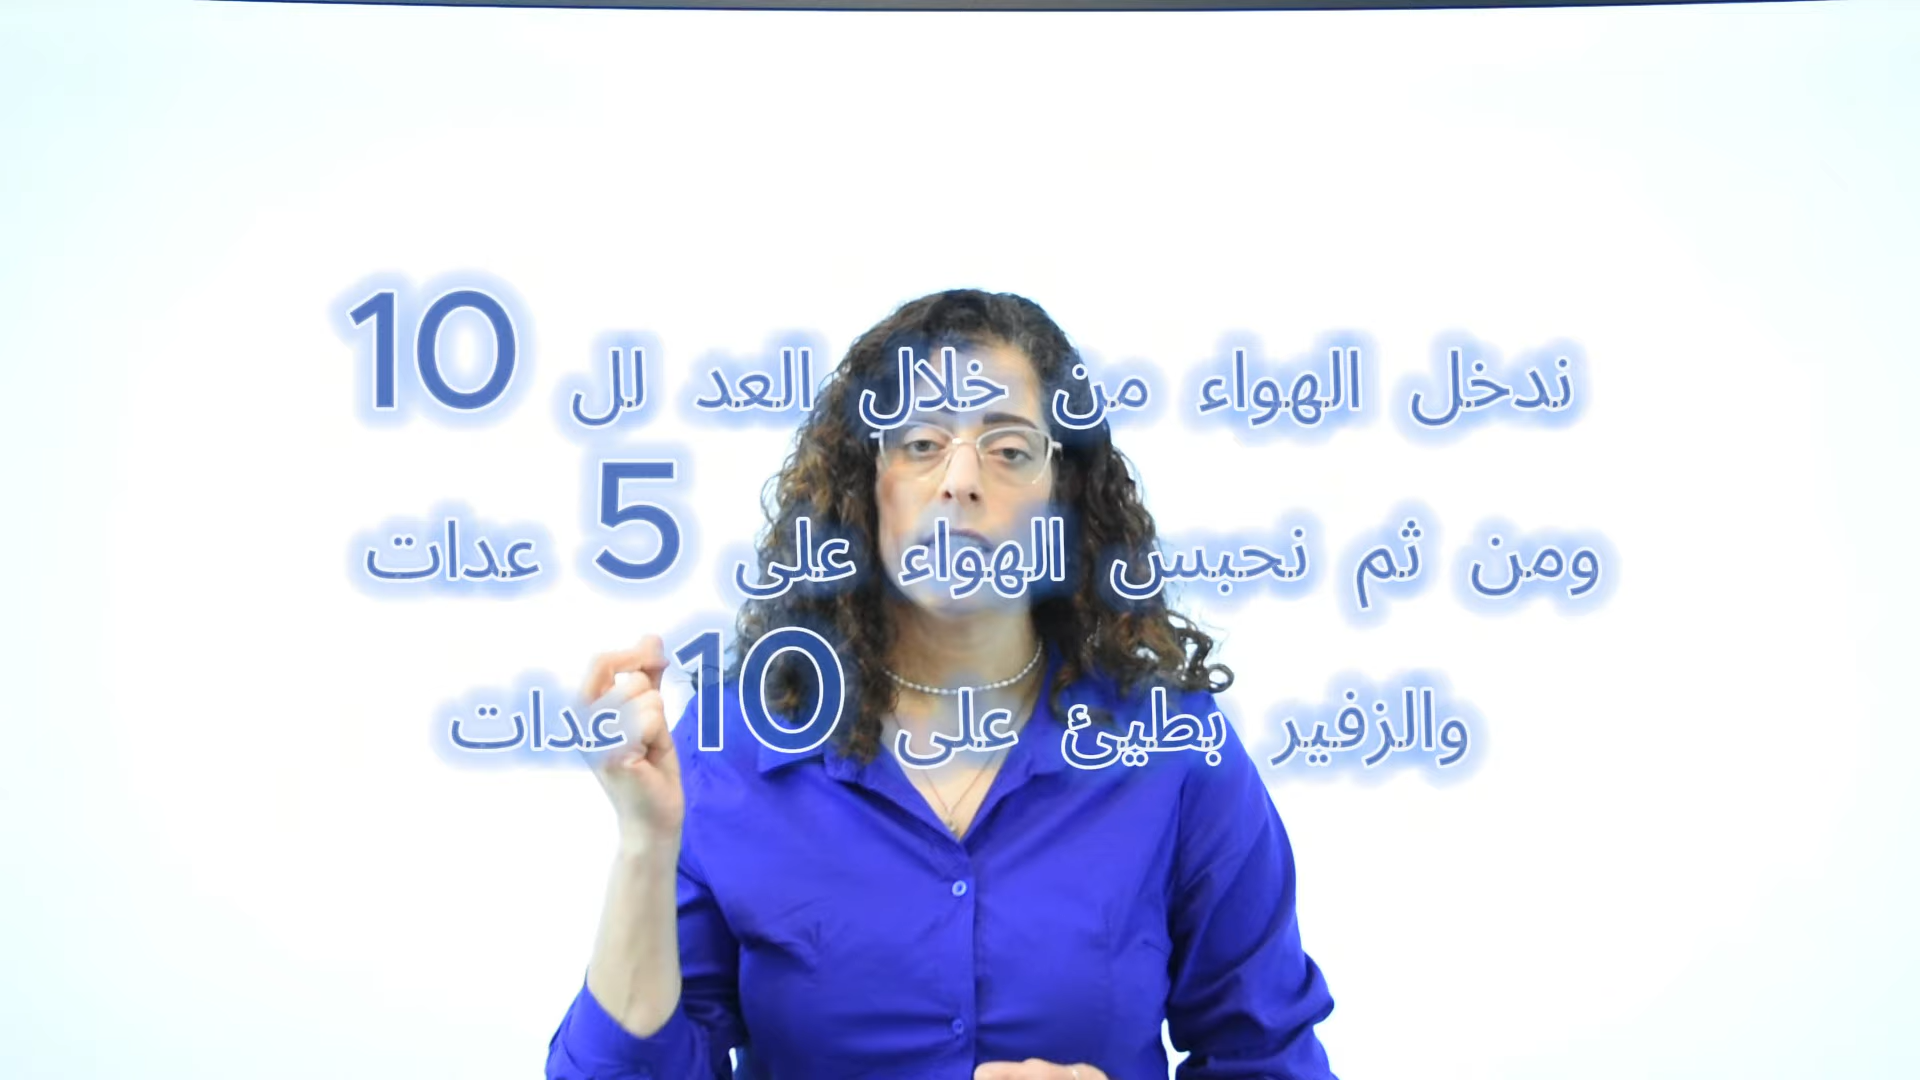 ندخل الهواء من خلال العد لل 10
ومن ثم نحبس الهواء على 5 عدات
والزفير بطيئ على 10 عدات